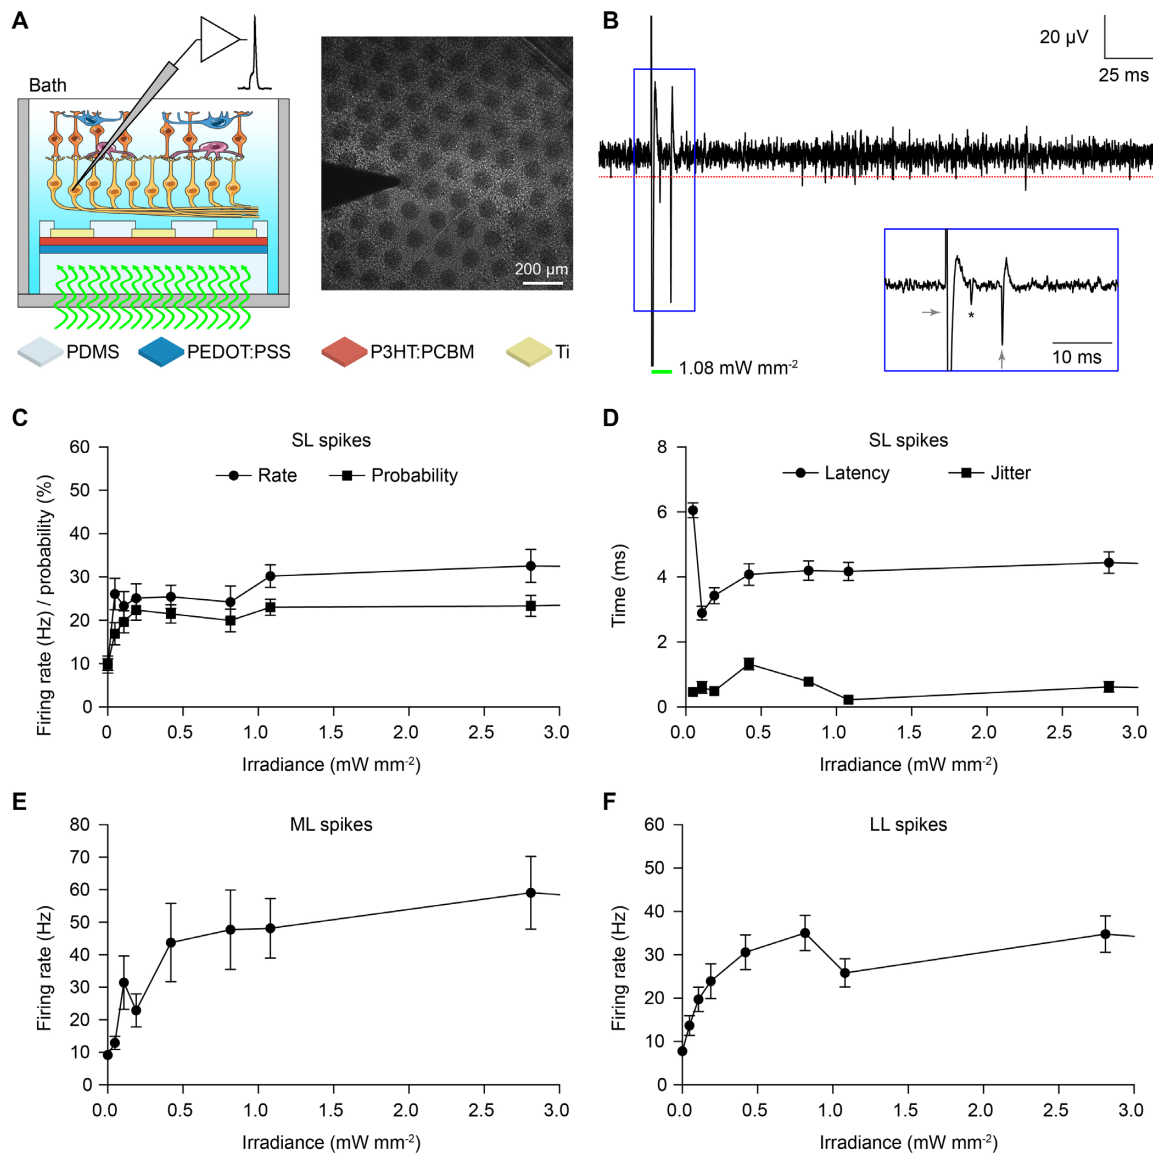 A
Bath
200 µm
PDMS
PEDOT:PSS
P3HT:PCBM
Ti
B
20 µV
25 ms
1.08 mW mm-2
*
10 ms
C
SL spikes
Rate
Probability
Firing rate (Hz) / probability (%)
60
50
40
30
20
10
0
0.0 0.5 1.0 1.5 2.0 2.5 3.0
Irradiance (mW mm-2)
D
SL spikes
Latency
Jitter
Time (ms)
8
6
4
2
0
0.0 0.5 1.0 1.5 2.0 2.5 3.0
Irradiance (mW mm-2)
E
ML spikes
Firing rate (Hz)
80
70
60
50
40
30
20
10
0
0.0 0.5 1.0 1.5 2.0 2.5 3.0
Irradiance (mW mm-2)
F
LL spikes
Firing rate (Hz)
60
50
40
30
20
10
0
0.0 0.5 1.0 1.5 2.0 2.5 3.0
Irradiance (mW mm-2)